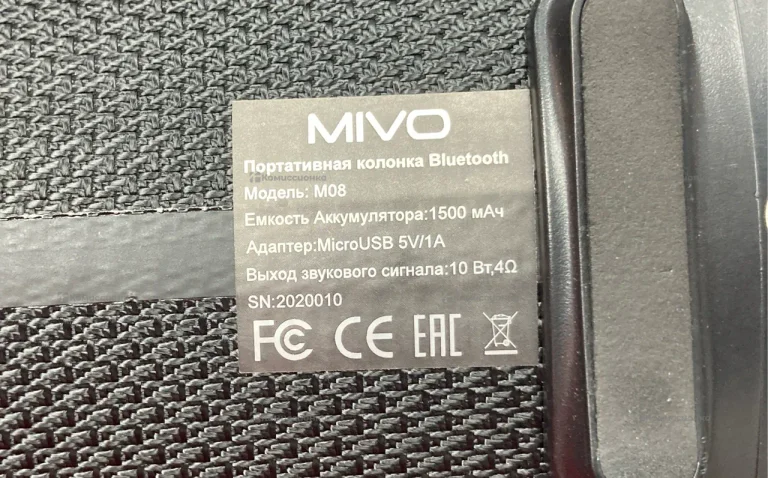 MIVO
Портативная колонка Bluetooth
Комиссионка
Модель: M08
Емкость Аккумулятора:1500 мАч
Адаптер:MicroUSB 5V/1A
Выход звукового сигнала:10 Вт,4Ω
SN:2020010
FC CE EAC